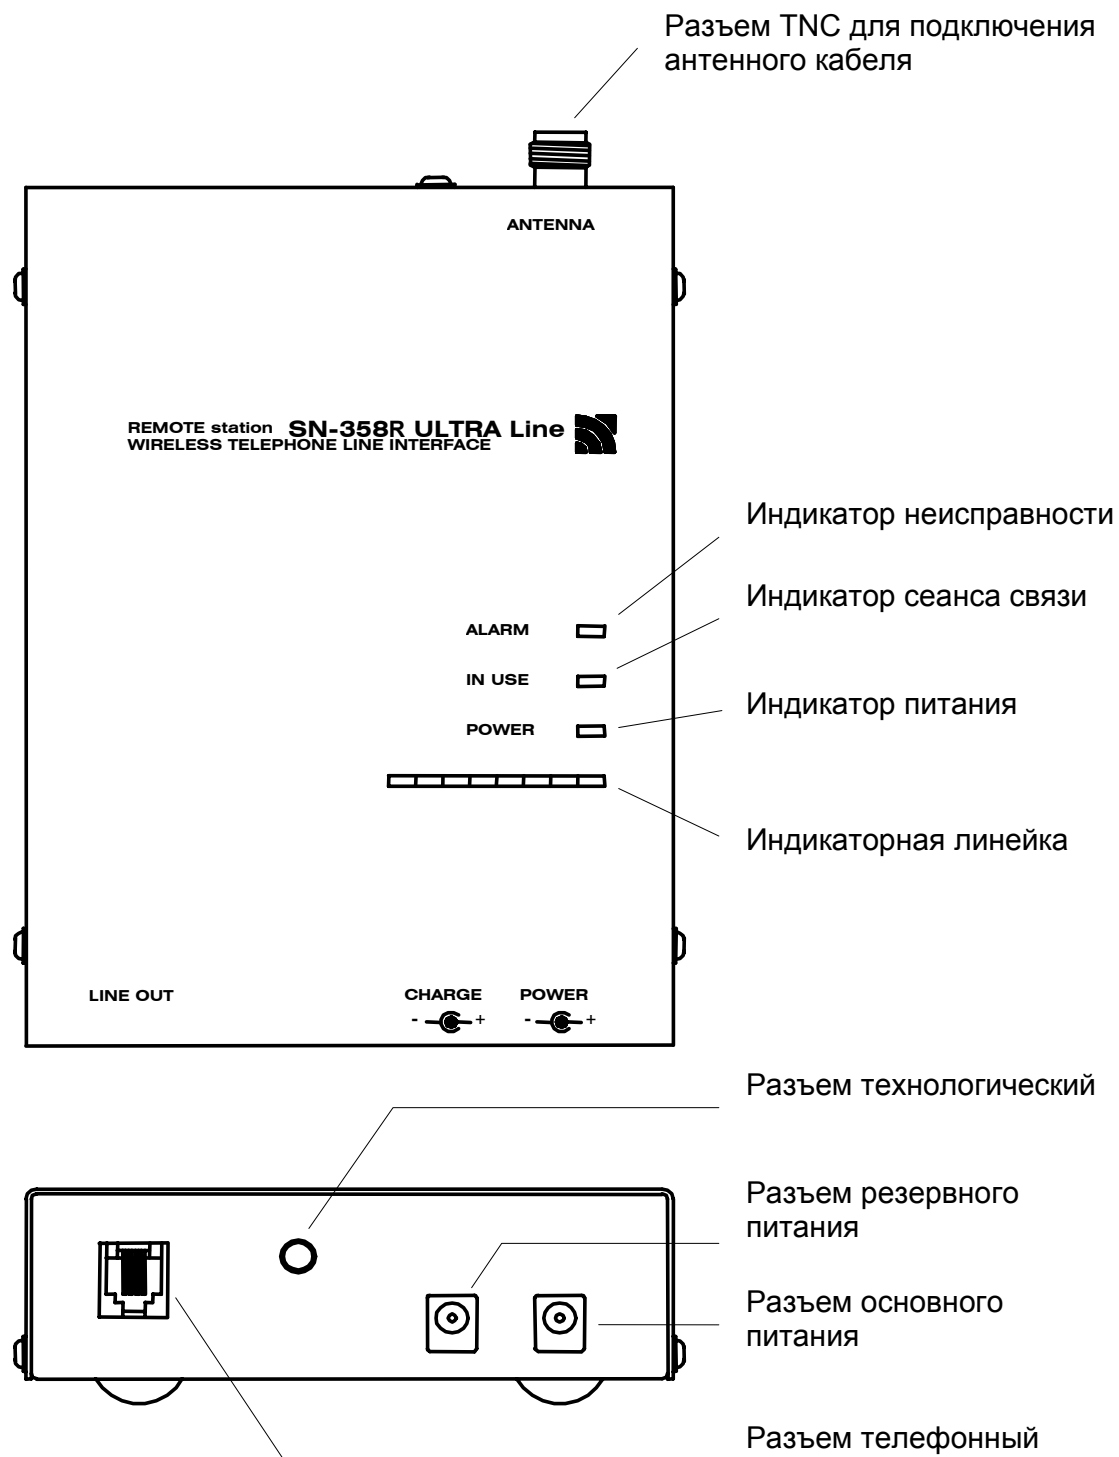 Разъем TNC для подключения
антенного кабеля
ANTENNA
REMOTE station SN-358R ULTRA Line
WIRELESS TELEPHONE LINE INTERFACE
Индикатор неисправности
Индикатор сеанса связи
ALARM
IN USE
Индикатор питания
POWER
Индикаторная линейка
LINE OUT CHARGE POWER
- + - +
Разъем технологический
Разъем резервного
питания
Разъем основного
питания
Разъем телефонный